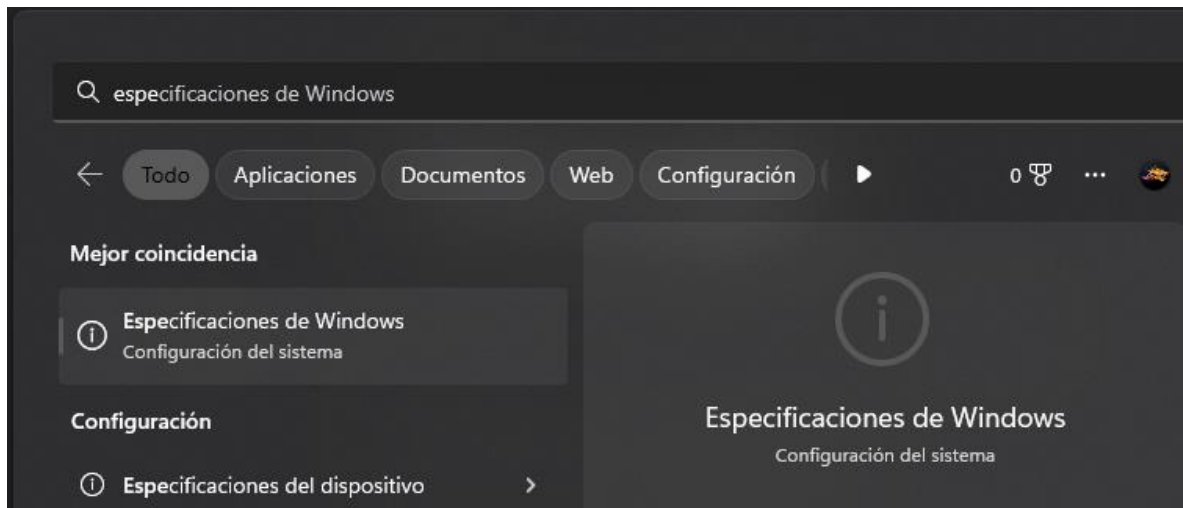 especificaciones de Windows
Todo Aplicaciones Documentos Web Configuración 0 ...
Mejor coincidencia
Especificaciones de Windows
Configuración del sistema
Configuración
Especificaciones del dispositivo
Especificaciones de Windows
Configuración del sistema